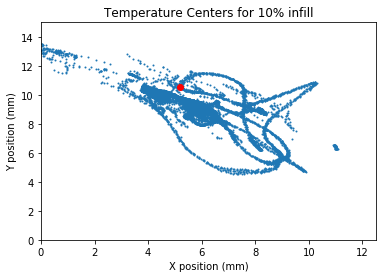 Temperature Centers for 10% infill
Y position (mm)
14
12
10
8
6
4
2
0
0 2 4 6 8 10 12
X position (mm)